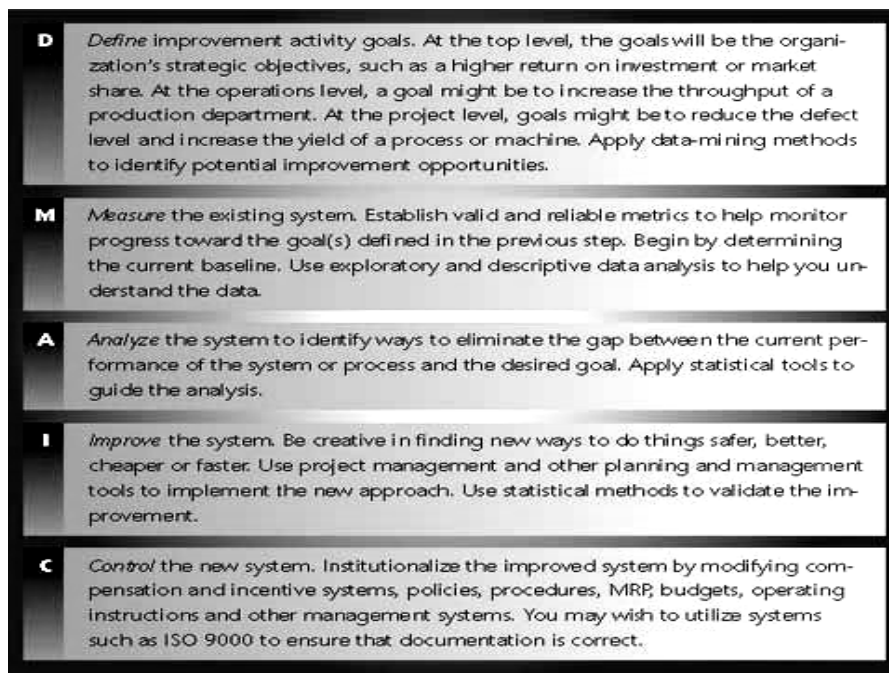 D Define improvement activity goals. At the top level, the goals will be the organi-
zation's strategic objectives, such as a higher return on investment or market
share. At the operations level, a goal might be to increase the throughput of a
production department. At the project level, goals might be to reduce the defect
level and increase the yield of a process or machine. Apply data-mining methods
to identify potential improvement opportunities.
M Measure the existing system. Establish valid and reliable metrics to help monitor
progress toward the goal(s) defined in the previous step. Begin by determining
the current baseline. Use exploratory and descriptive data analysis to help you un-
derstand the data.
A Analyze the system to identify ways to eliminate the gap between the current per-
formance of the system or process and the desired goal. Apply statistical tools to
guide the analysis.
I Improve the system. Be creative in finding new ways to do things safer, better,
cheaper or faster. Use project management and other planning and management
tools to implement the new approach. Use statistical methods to validate the im-
provement.
C Control the new system. Institutionalize the improved system by modifying com-
pensation and incentive systems, policies, procedures, MRP, budgets, operating
instructions and other management systems. You may wish to utilize systems
such as ISO 9000 to ensure that documentation is correct.